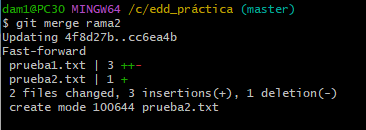 dam1@PC30 MINGW64 /c/edd_práctica (master)
$ git merge rama2
Updating 4f8d27b..cc6ea4b
Fast-forward
 prueba1.txt | 3 ++-
 prueba2.txt | 1 +
 2 files changed, 3 insertions(+), 1 deletion(-)
 create mode 100644 prueba2.txt